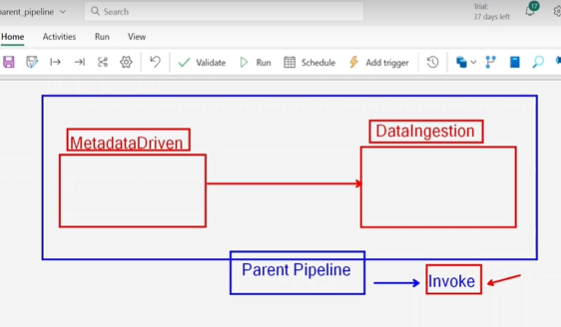 parent_pipeline
Search
Trial:
37 days left
17
Home Activities Run View
Validate Run Schedule Add trigger
MetadataDriven
DataIngestion
Parent Pipeline
Invoke